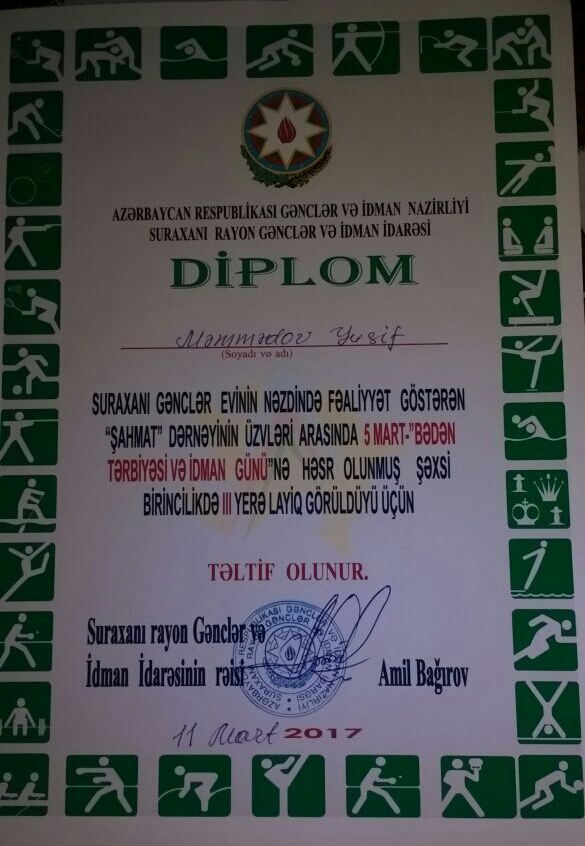 AZƏRBAYCAN RESPUBLİKASI GƏNCLƏR VƏ İDMAN NAZİRLİYİ
SURAXANI RAYON GƏNCLƏR VƏ İDMAN İDARƏSİ
DİPLOM
Məmmədov Yusif
(Soyadı və adı)
SURAXANI GƏNCLƏR EVİNİN NƏZDİNDƏ FƏALİYYƏT GÖSTƏRƏN
"ŞAHMAT" DƏRNƏYİNİN ÜZVLƏRİ ARASINDA 5 MART-"BƏDƏN
TƏRBİYƏSİ VƏ İDMAN GÜNÜ"NƏ HƏSR OLUNMUŞ ŞƏXSİ
BİRİNCİLİKDƏ III YERƏ LAYİQ GÖRÜLDÜYÜ ÜÇÜN
TƏLTİF OLUNUR.
Suraxanı rayon Gənclər və
İdman İdarəsinin rəisi Amil Bağırov
11 Mart 2017